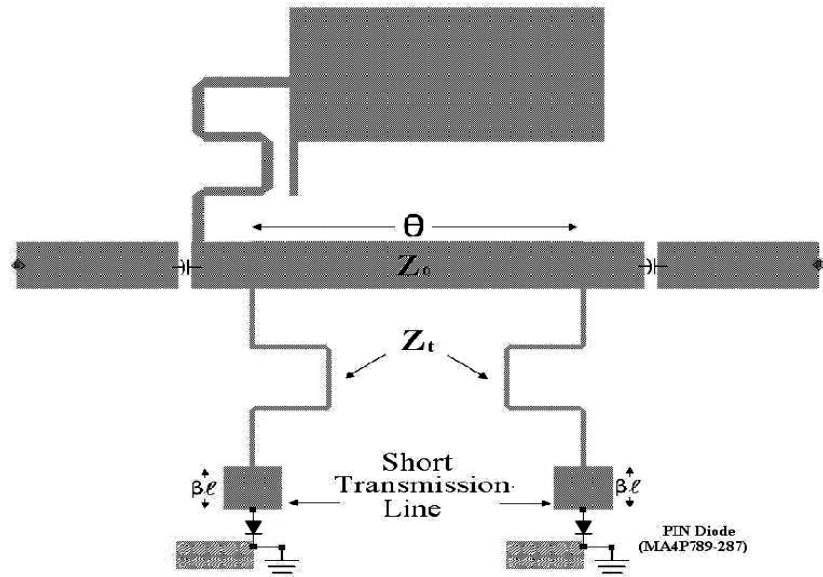 θ
Z₀
Zₜ
Short
Transmission
Line
βℓ
βℓ
PIN Diode
(MA4P789-287)